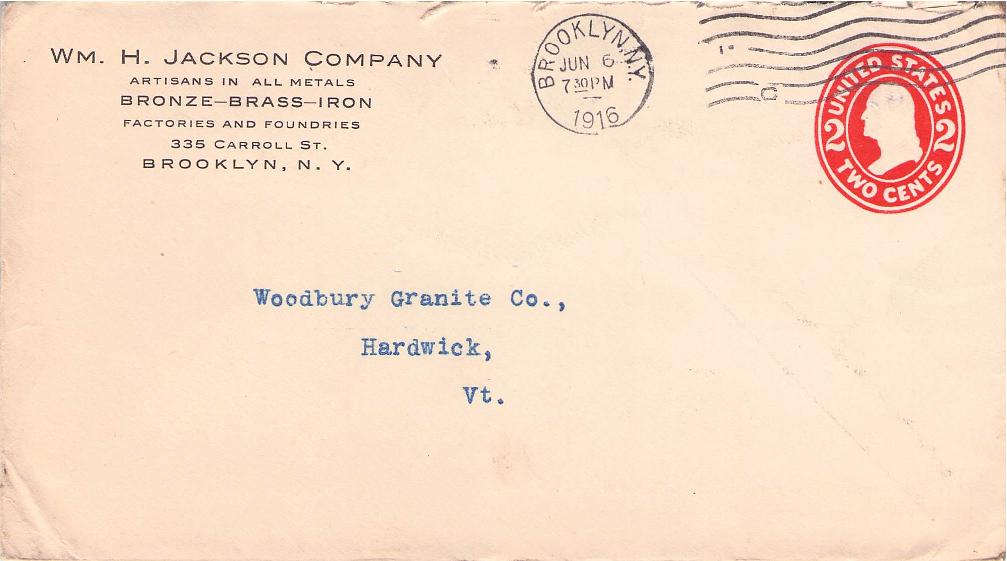 Wm. H. Jackson Company
ARTISANS IN ALL METALS
BRONZE—BRASS—IRON
FACTORIES AND FOUNDRIES
335 CARROLL ST.
BROOKLYN, N. Y.
BROOKLYN, N.Y.
JUN 6
7 30 PM
1916
UNITED STATES
2 2
TWO CENTS
Woodbury Granite Co.,
Hardwick,
Vt.